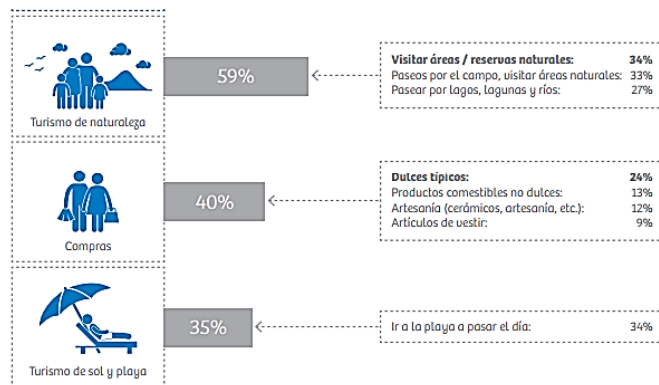 Turismo de naturaleza
59%
Visitar áreas / reservas naturales: 34%
Paseos por el campo, visitar áreas naturales: 33%
Pasear por lagos, lagunas y ríos: 27%
Compras
40%
Dulces típicos: 24%
Productos comestibles no dulces: 13%
Artesanía (cerámicos, artesanía, etc.): 12%
Artículos de vestir: 9%
Turismo de sol y playa
35%
Ir a la playa a pasar el día: 34%